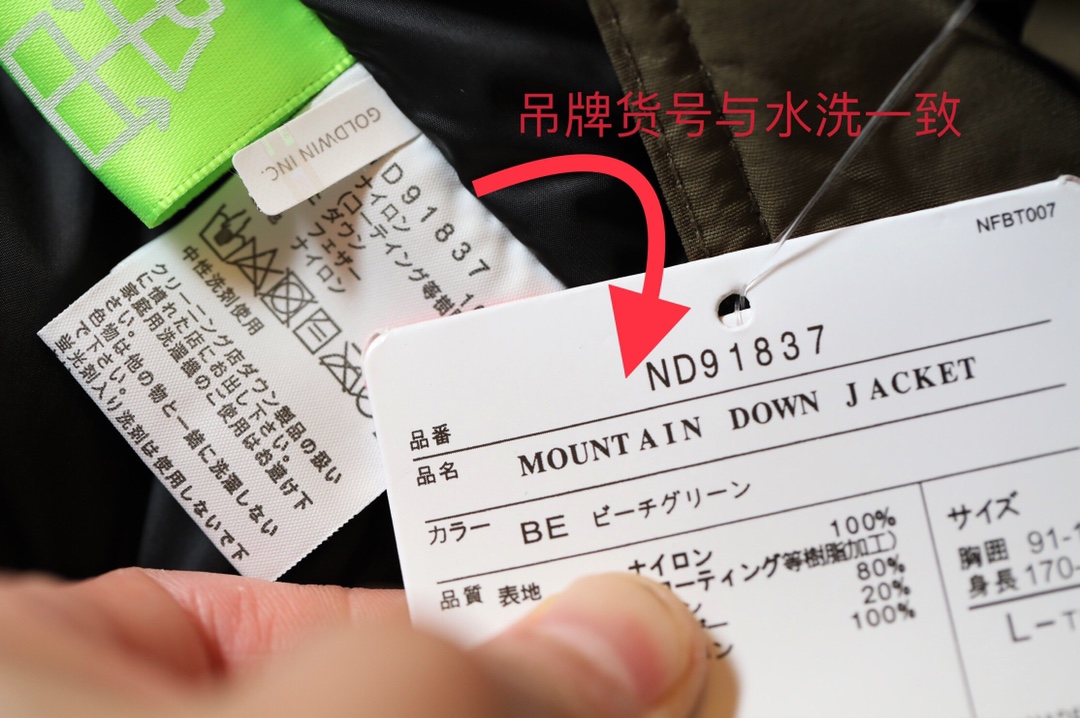 吊牌货号与水洗一致
GOLDWIN INC.
D91837
ナイロン
(コーティング等樹
ダウン
フェザー
ナイロン
中性洗剤使用
クリーニング店ダウン製品の扱い
に慣れた店にお出し下さい。
家庭用洗濯機のご使用はお避け下
さい。
色物は他の物と一緒に洗濯しない
で下さい。
蛍光剤入り洗剤は使用しないで下
NFBT007
品番 ND91837
品名 MOUNTAIN DOWN JACKET
カラー BE ビーチグリーン
品質 表地 ナイロン 100%
コーティング等樹脂加工)
80%
20%
ン 100%
サイズ
胸囲 91-1
身長 170-
L-T